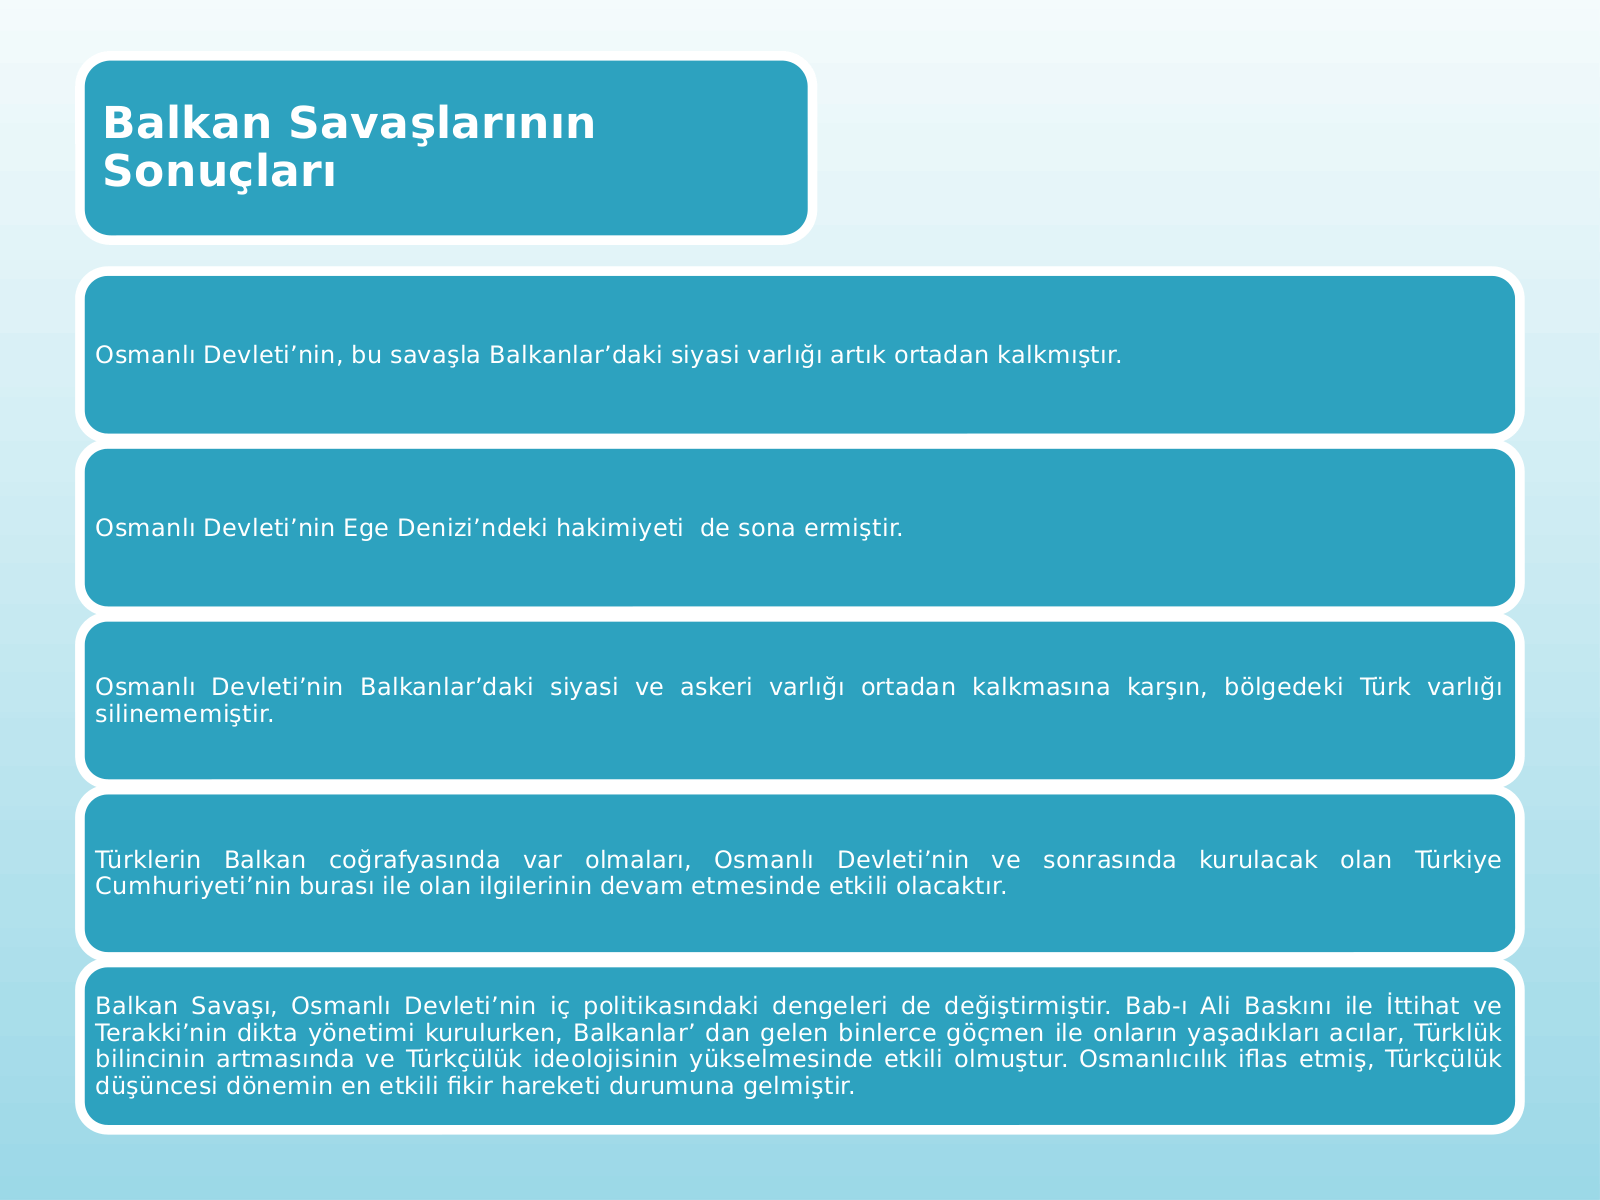 Balkan Savaşlarının
Sonuçları
Osmanlı Devleti’nin, bu savaşla Balkanlar’daki siyasi varlığı artık ortadan kalkmıştır.
Osmanlı Devleti’nin Ege Denizi’ndeki hakimiyeti  de sona ermiştir.
Osmanlı Devleti’nin Balkanlar’daki siyasi ve askeri varlığı ortadan kalkmasına karşın, bölgedeki Türk varlığı
silinememiştir.
Türklerin Balkan coğrafyasında var olmaları, Osmanlı Devleti’nin ve sonrasında kurulacak olan Türkiye
Cumhuriyeti’nin burası ile olan ilgilerinin devam etmesinde etkili olacaktır.
Balkan Savaşı, Osmanlı Devleti’nin iç politikasındaki dengeleri de değiştirmiştir. Bab-ı Ali Baskını ile İttihat ve
Terakki’nin dikta yönetimi kurulurken, Balkanlar’ dan gelen binlerce göçmen ile onların yaşadıkları acılar, Türklük
bilincinin artmasında ve Türkçülük ideolojisinin yükselmesinde etkili olmuştur. Osmanlıcılık iflas etmiş, Türkçülük
düşüncesi dönemin en etkili fikir hareketi durumuna gelmiştir.